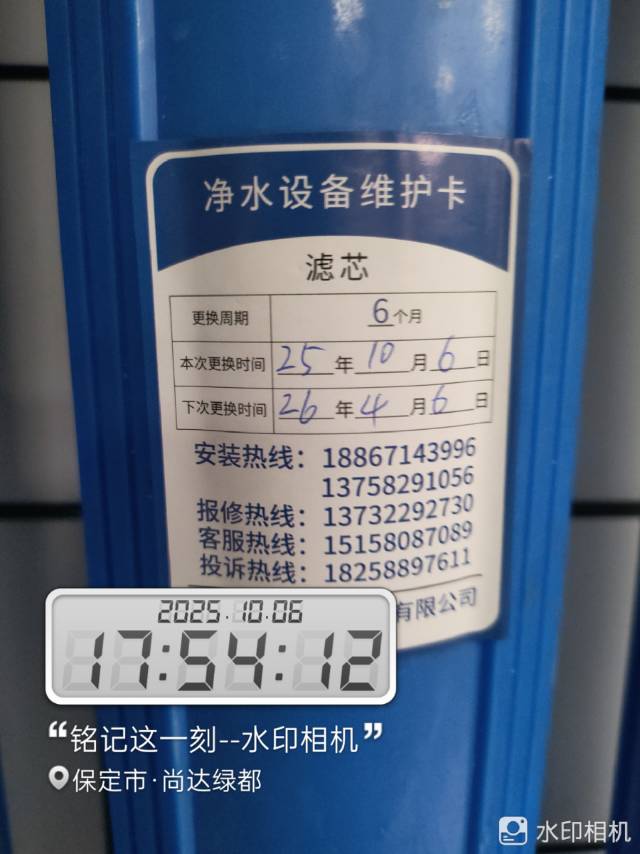 净水设备维护卡
滤芯
更换周期 6个月
本次更换时间 25年10月6日
下次更换时间 26年4月6日
安装热线：18867143996
13758291056
报修热线：13732292730
客服热线：15158087089
投诉热线：18258897611
有限公司
2025.10.06
17:54:12
“铭记这一刻--水印相机”
保定市·尚达绿都
水印相机